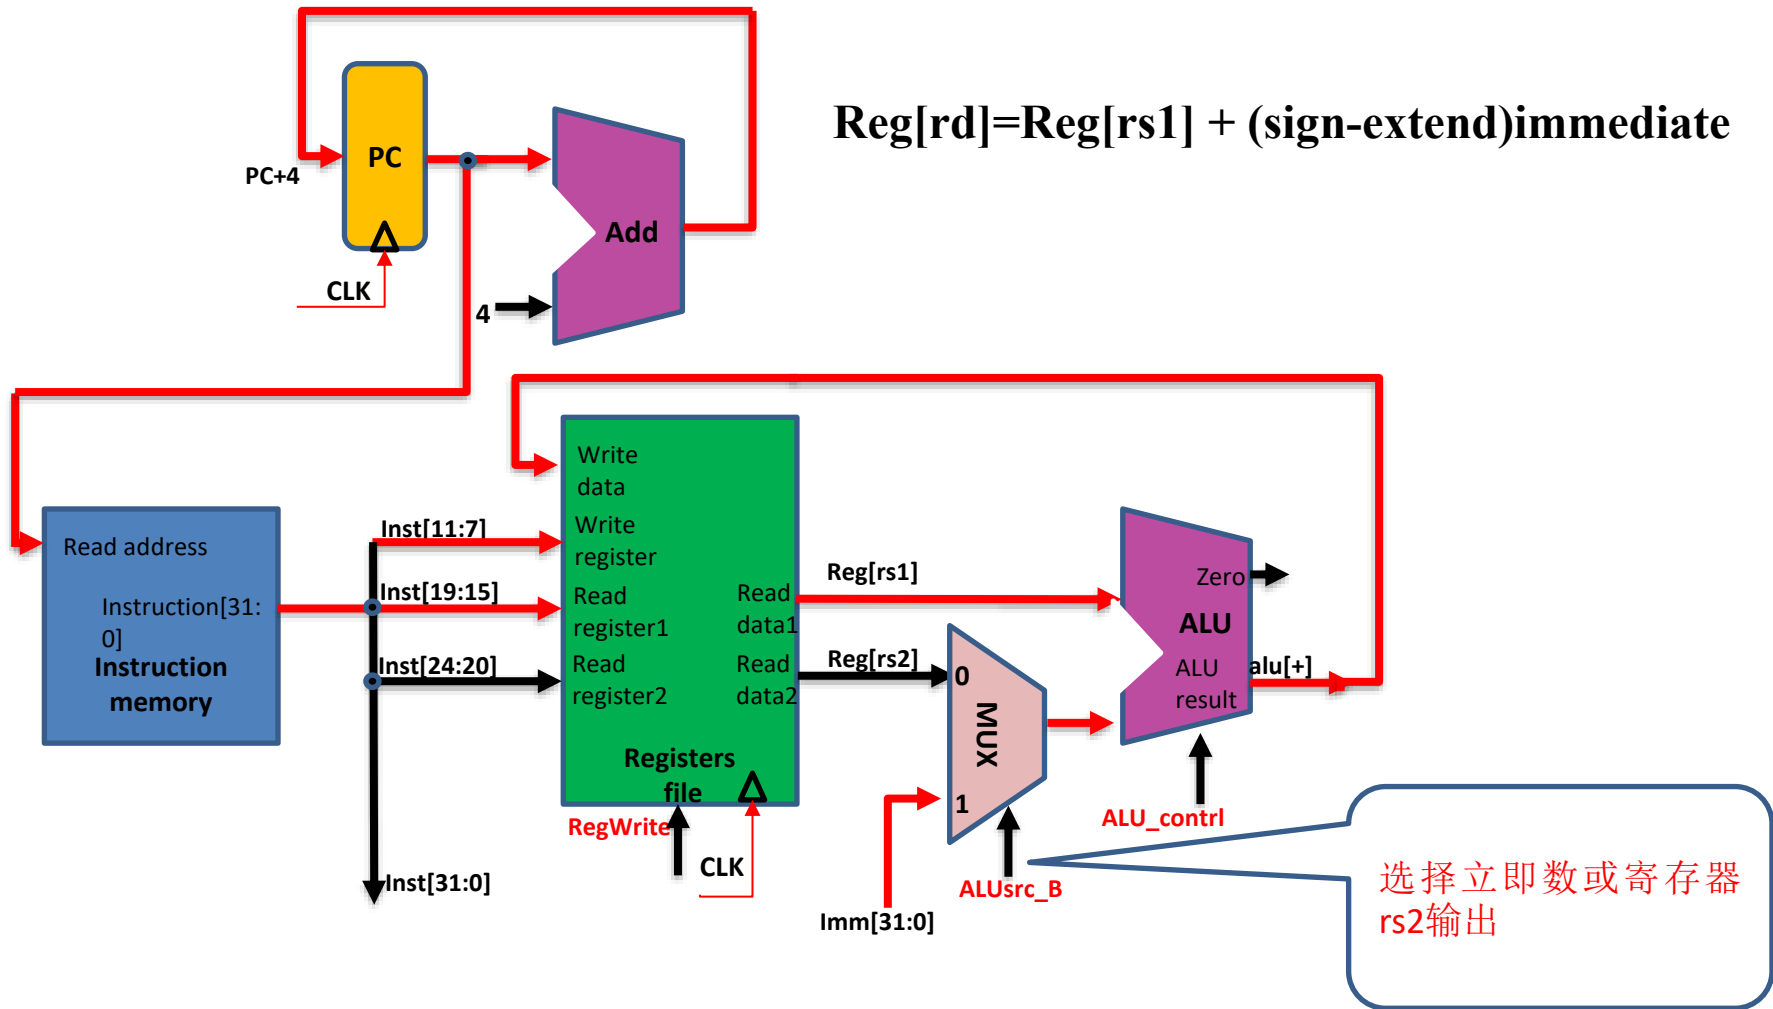 Reg[rd]=Reg[rs1] + (sign-extend)immediate
PC
PC+4
Add
CLK
4
Write
data
Write
register
Read
register1
Read
register2
Read
data1
Read
data2
Registers
file
RegWrite
CLK
Read address
Instruction[31:
0]
Instruction
memory
Inst[11:7]
Inst[19:15]
Inst[24:20]
Inst[31:0]
Reg[rs1]
Reg[rs2]
0
MUX
1
Imm[31:0]
ALUsrc_B
Zero
ALU
ALU
result
alu[+]
ALU_contrl
选择立即数或寄存器
rs2输出